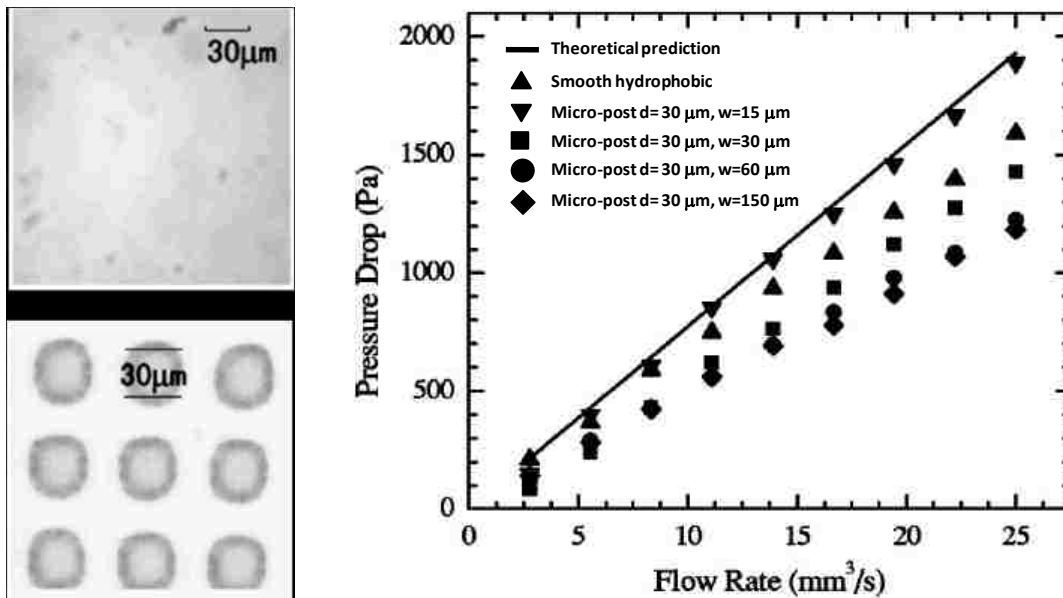 30µm
30µm
2000
1500
1000
500
0
Pressure Drop (Pa)
Theoretical prediction
Smooth hydrophobic
Micro-post d= 30 µm, w=15 µm
Micro-post d= 30 µm, w=30 µm
Micro-post d= 30 µm, w=60 µm
Micro-post d= 30 µm, w=150 µm
0 5 10 15 20 25
Flow Rate (mm³/s)